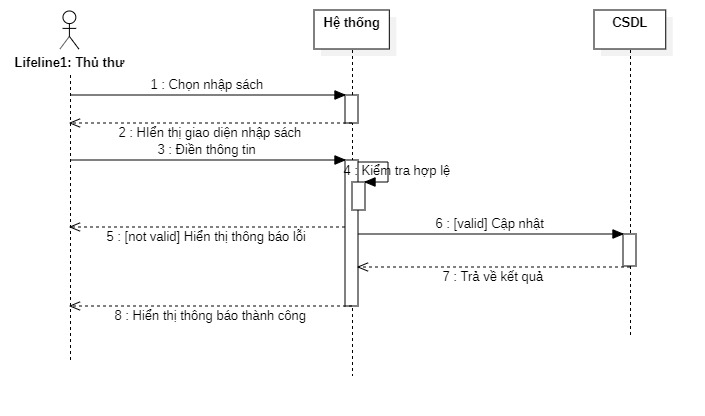 Hệ thống
CSDL
Lifeline1: Thủ thư
1 : Chọn nhập sách
2 : HIển thị giao diện nhập sách
3 : Điền thông tin
4 : Kiểm tra hợp lệ
5 : [not valid] Hiển thị thông báo lỗi
6 : [valid] Cập nhật
7 : Trả về kết quả
8 : Hiển thị thông báo thành công